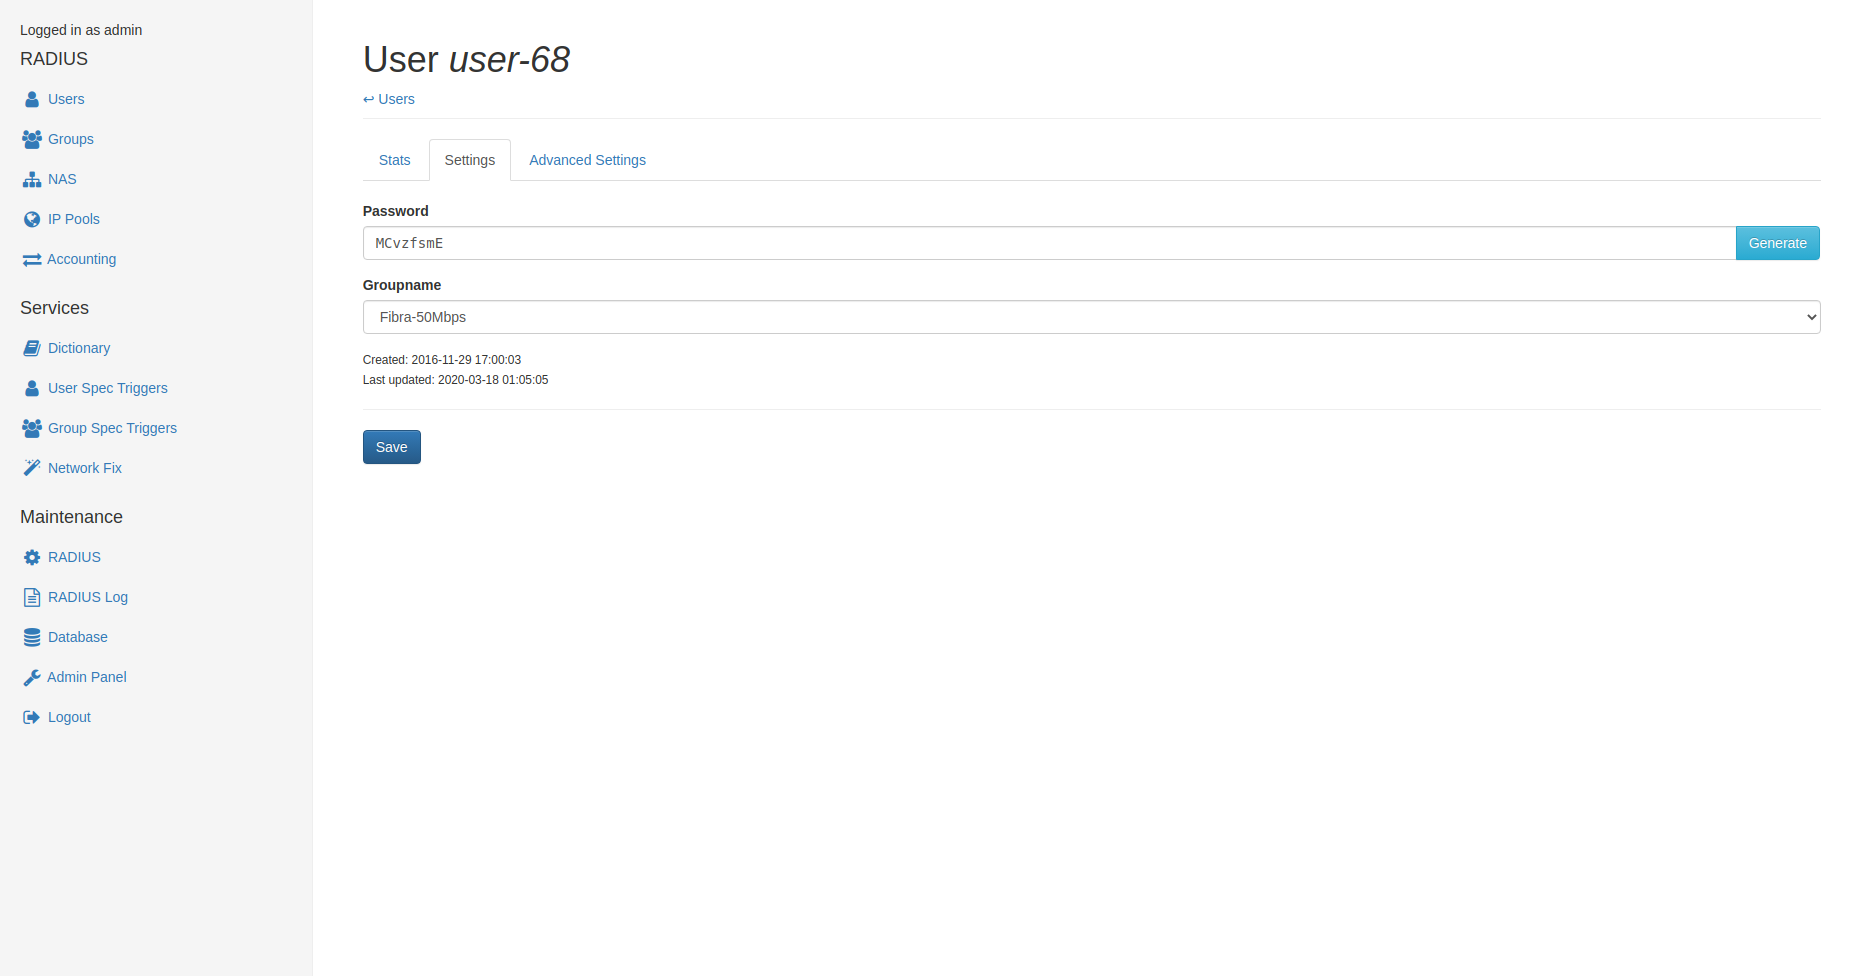 Logged in as admin
RADIUS
Users
Groups
NAS
IP Pools
Accounting
Services
Dictionary
User Spec Triggers
Group Spec Triggers
Network Fix
Maintenance
RADIUS
RADIUS Log
Database
Admin Panel
Logout
User user-68
↩ Users
Stats Settings Advanced Settings
Password
MCvzfsmE Generate
Groupname
Fibra-50Mbps
Created: 2016-11-29 17:00:03
Last updated: 2020-03-18 01:05:05
Save